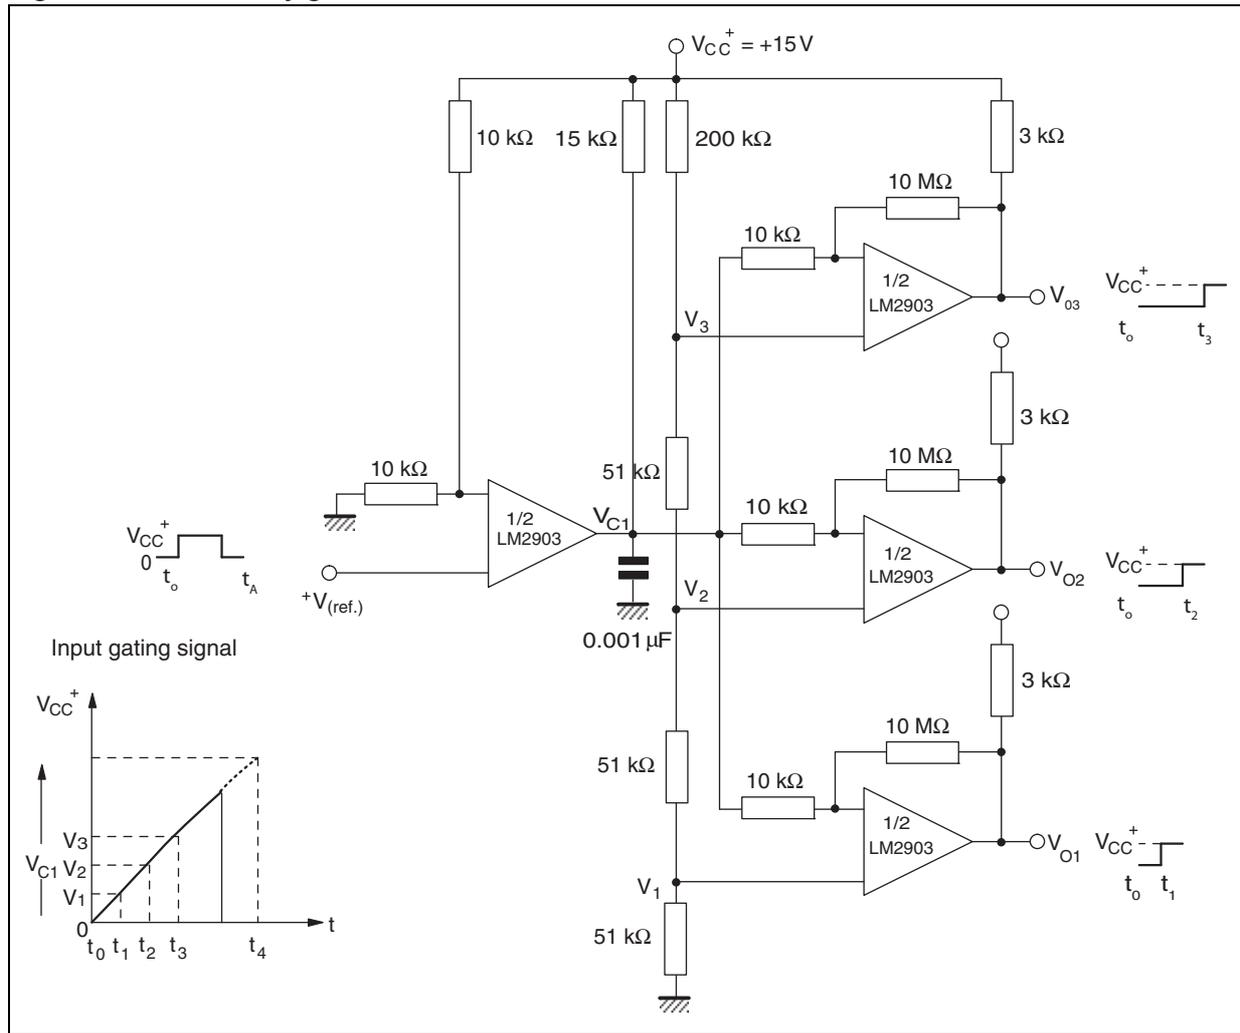 V_CC^+ = +15 V
10 kΩ
15 kΩ
200 kΩ
3 kΩ
10 MΩ
10 kΩ
1/2
LM2903
V_03
V_CC^+
t_o
t_3
V_3
3 kΩ
10 kΩ
51 kΩ
10 MΩ
10 kΩ
1/2
LM2903
V_C1
1/2
LM2903
V_O2
V_CC^+
t_o
t_2
V_CC^+
0
t_o
t_A
+V(ref.)
V_2
0.001 µF
Input gating signal
3 kΩ
10 MΩ
51 kΩ
10 kΩ
1/2
LM2903
V_O1
V_CC^+
t_o
t_1
V_1
51 kΩ
V_CC^+
V_3
V_C1
V_2
V_1
0
t
t_0 t_1 t_2 t_3 t_4